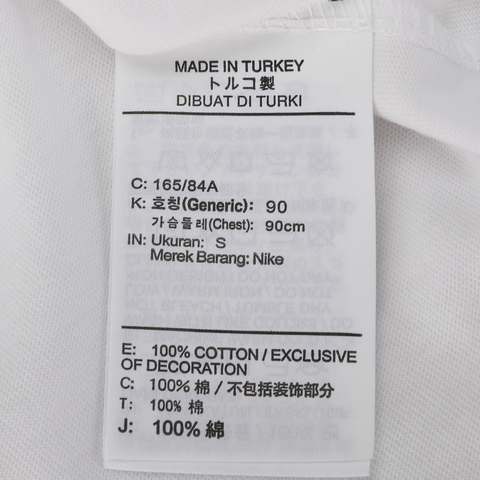 MADE IN TURKEY
トルコ製
DIBUAT DI TURKI
C: 165/84A
K: 호칭(Generic): 90
가슴둘레(Chest): 90cm
IN: Ukuran: S
Merek Barang: Nike
E: 100% COTTON / EXCLUSIVE
OF DECORATION
C: 100% 棉 / 不包括装饰部分
T: 100% 棉
J: 100% 綿